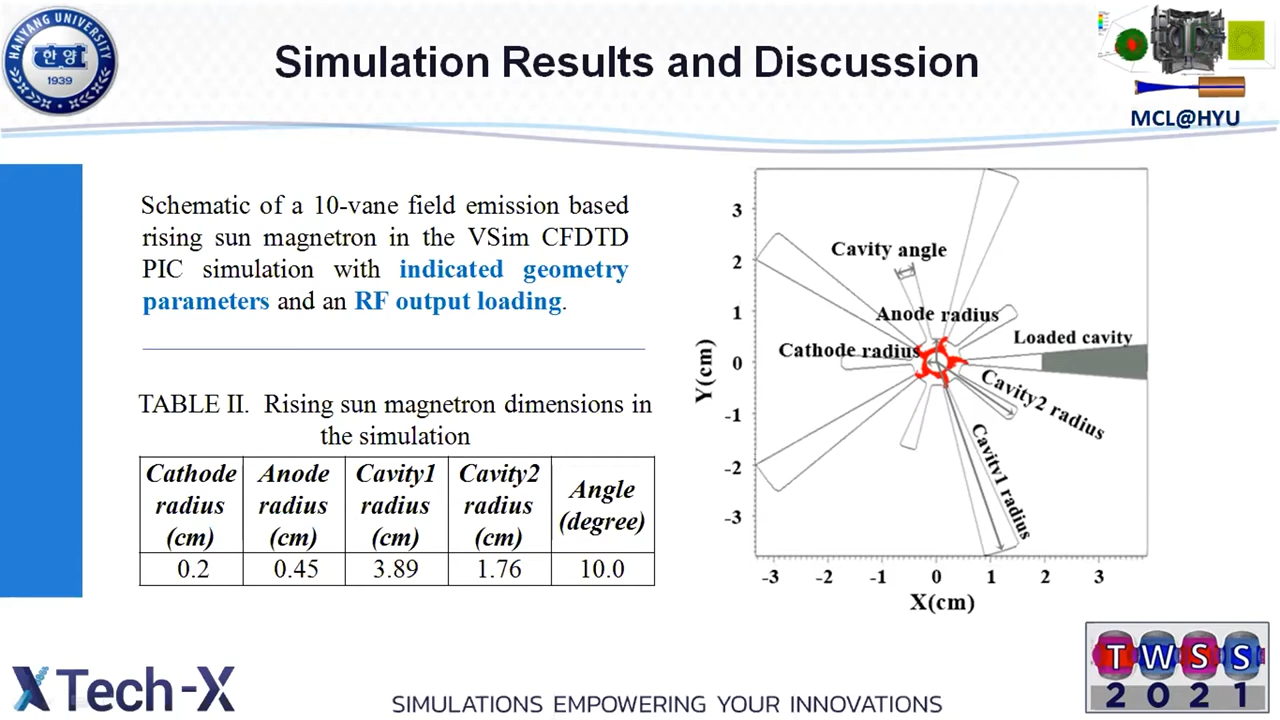 Simulation Results and Discussion
HANYANG UNIVERSITY
한양
1939
MCL@HYU
Schematic of a 10-vane field emission based
rising sun magnetron in the VSim CFDTD
PIC simulation with indicated geometry
parameters and an RF output loading.
TABLE II. Rising sun magnetron dimensions in
the simulation
Cathode radius (cm) Anode radius (cm) Cavity1 radius (cm) Cavity2 radius (cm) Angle (degree)
0.2 0.45 3.89 1.76 10.0
Y(cm)
3
2
1
0
-1
-2
-3
Cavity angle
Anode radius
Loaded cavity
Cathode radius
Cavity2 radius
Cavity1 radius
-3 -2 -1 0 1 2 3
X(cm)
Tech-X
SIMULATIONS EMPOWERING YOUR INNOVATIONS
TWSS
2021